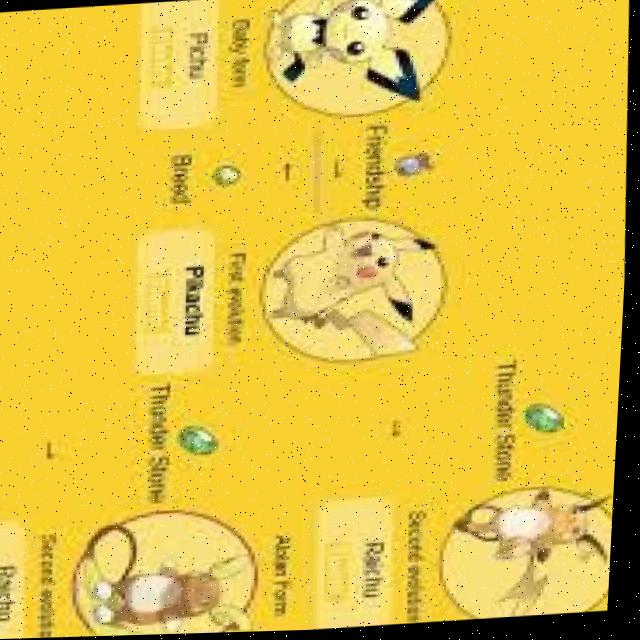 Baby form
Pichu
Friendship
Breed
First evolution
Pikachu
Thunder Stone
Thunder Stone
Second evolution
Raichu
Alolan form
Second evolution
Raichu